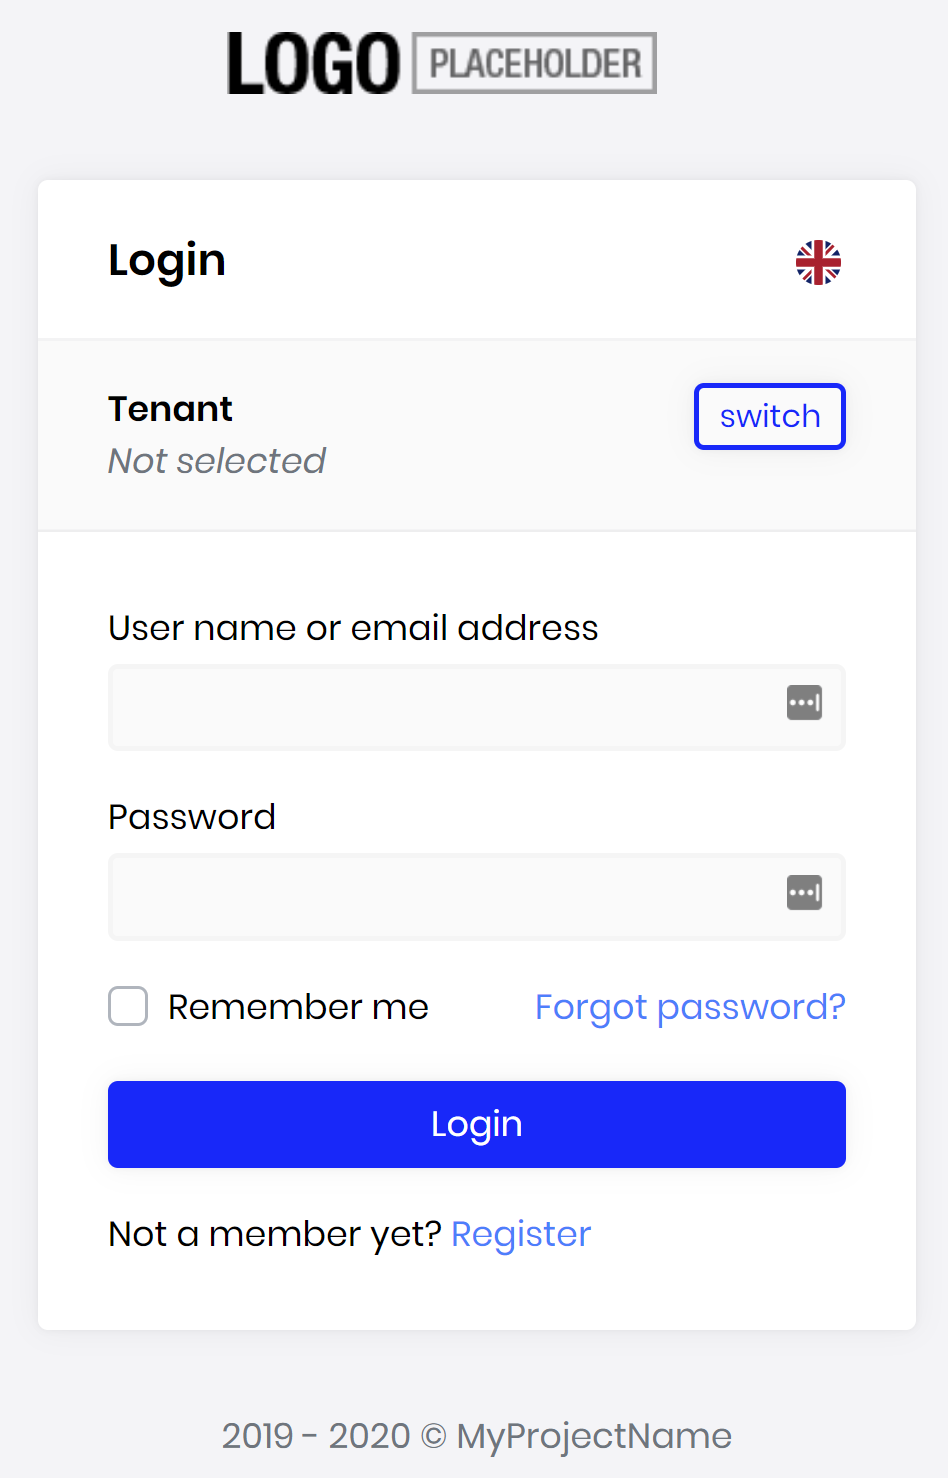 LOGO PLACEHOLDER
Login
Tenant
switch
Not selected
User name or email address
Password
Remember me Forgot password?
Login
Not a member yet? Register
2019 - 2020 © MyProjectName